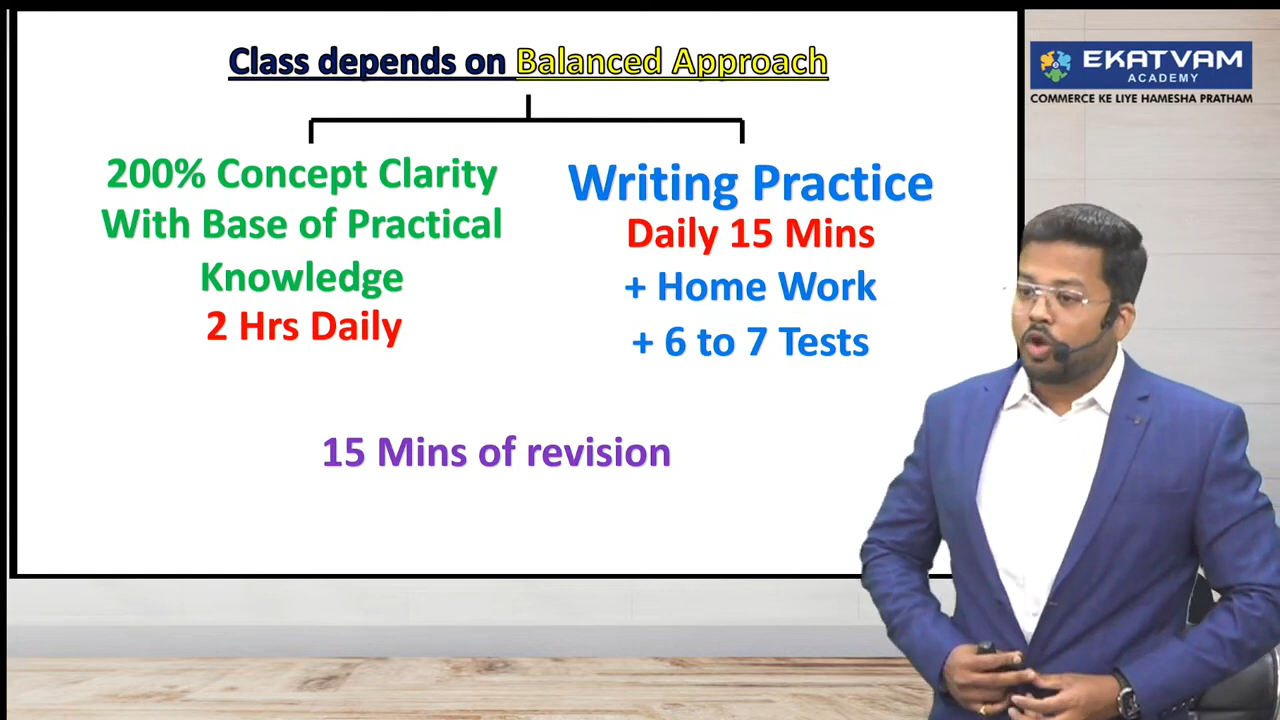 Class depends on Balanced Approach
200% Concept Clarity
With Base of Practical
Knowledge
2 Hrs Daily
Writing Practice
Daily 15 Mins
+ Home Work
+ 6 to 7 Tests
15 Mins of revision
EKATVAM
ACADEMY
COMMERCE KE LIYE HAMESHA PRATHAM